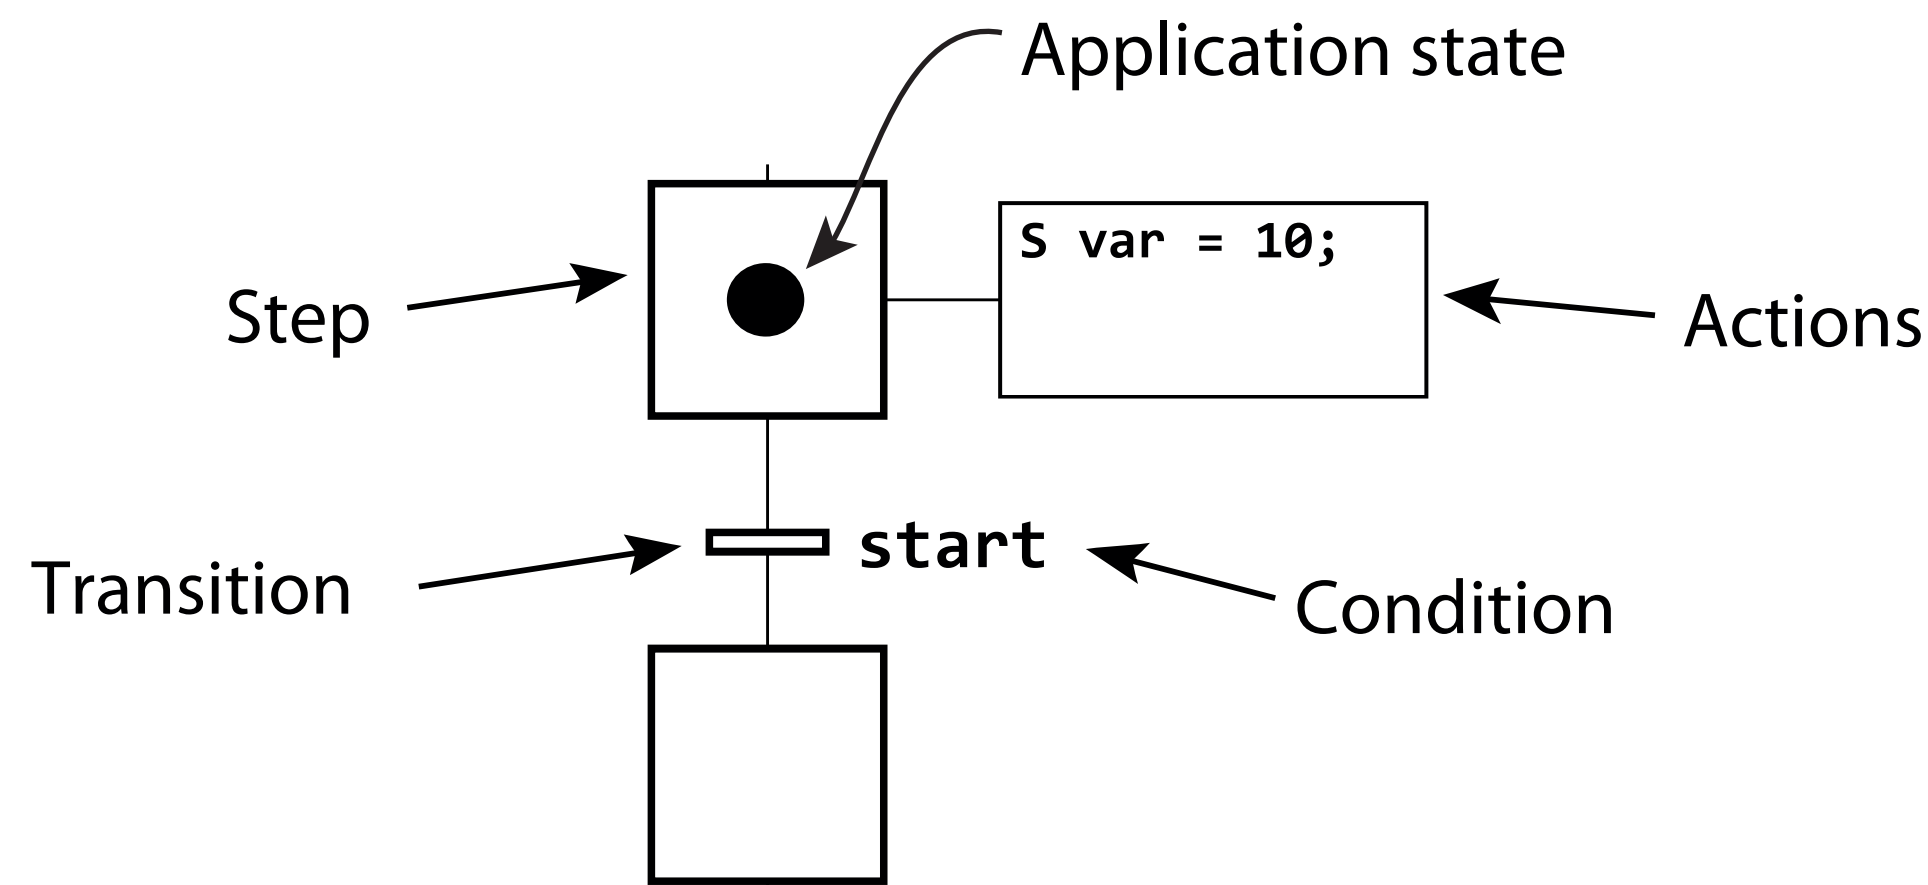 Application state
S var = 10;
Step
Actions
start
Transition
Condition